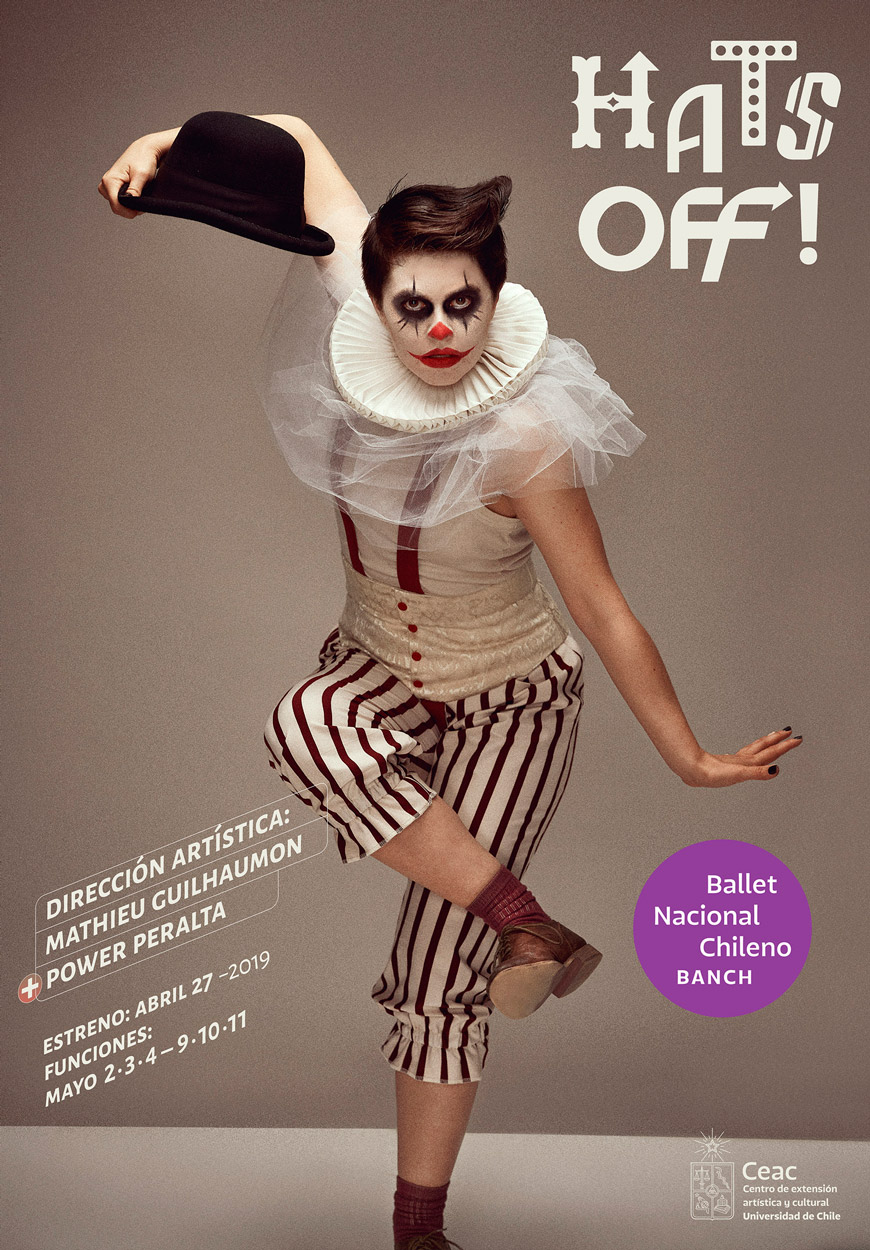 HATS
OFF!
DIRECCIÓN ARTÍSTICA:
MATHIEU GUILHAUMON
+ POWER PERALTA
ESTRENO: ABRIL 27 –2019
FUNCIONES:
MAYO 2·3·4 – 9·10·11
Ballet
Nacional
Chileno
BANCH
Ceac
Centro de extensión
artística y cultural
Universidad de Chile